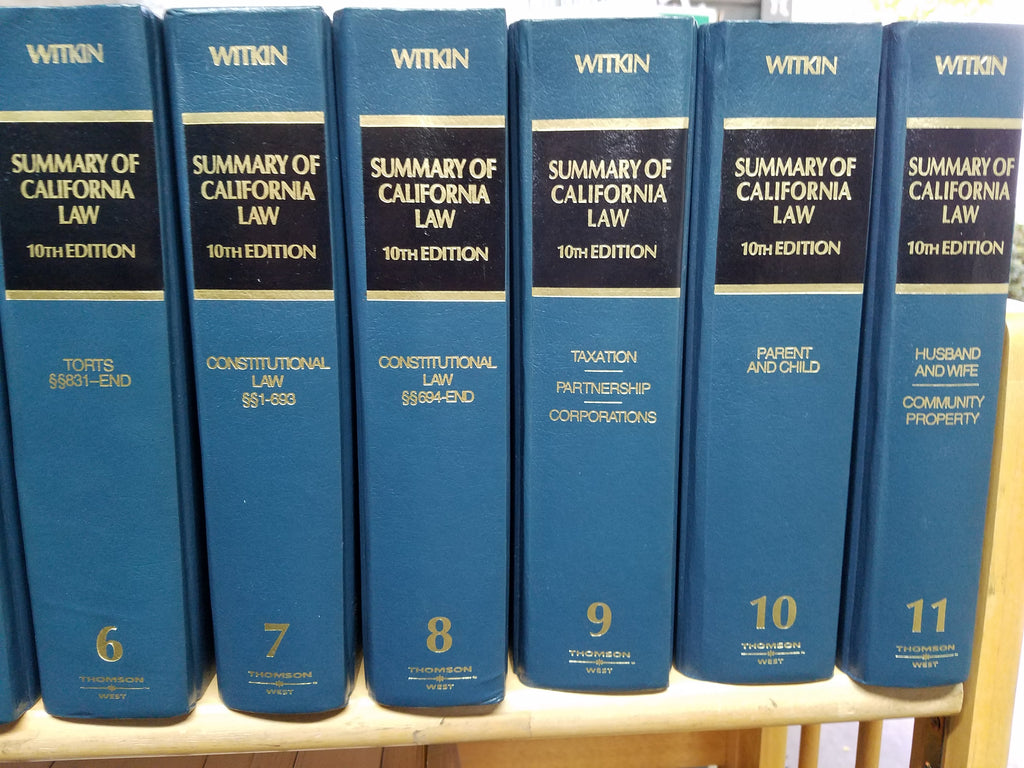 WITKIN
SUMMARY OF
CALIFORNIA
LAW
10TH EDITION
TORTS
§§831–END
6
THOMSON
WEST
WITKIN
SUMMARY OF
CALIFORNIA
LAW
10TH EDITION
CONSTITUTIONAL
LAW
§§1-693
7
THOMSON
WEST
WITKIN
SUMMARY OF
CALIFORNIA
LAW
10TH EDITION
CONSTITUTIONAL
LAW
§§694-END
8
THOMSON
WEST
WITKIN
SUMMARY OF
CALIFORNIA
LAW
10TH EDITION
TAXATION
PARTNERSHIP
CORPORATIONS
9
THOMSON
WEST
WITKIN
SUMMARY OF
CALIFORNIA
LAW
10TH EDITION
PARENT
AND CHILD
10
THOMSON
WEST
WITKIN
SUMMARY OF
CALIFORNIA
LAW
10TH EDITION
HUSBAND
AND WIFE
COMMUNITY
PROPERTY
11
THOMSON
WEST